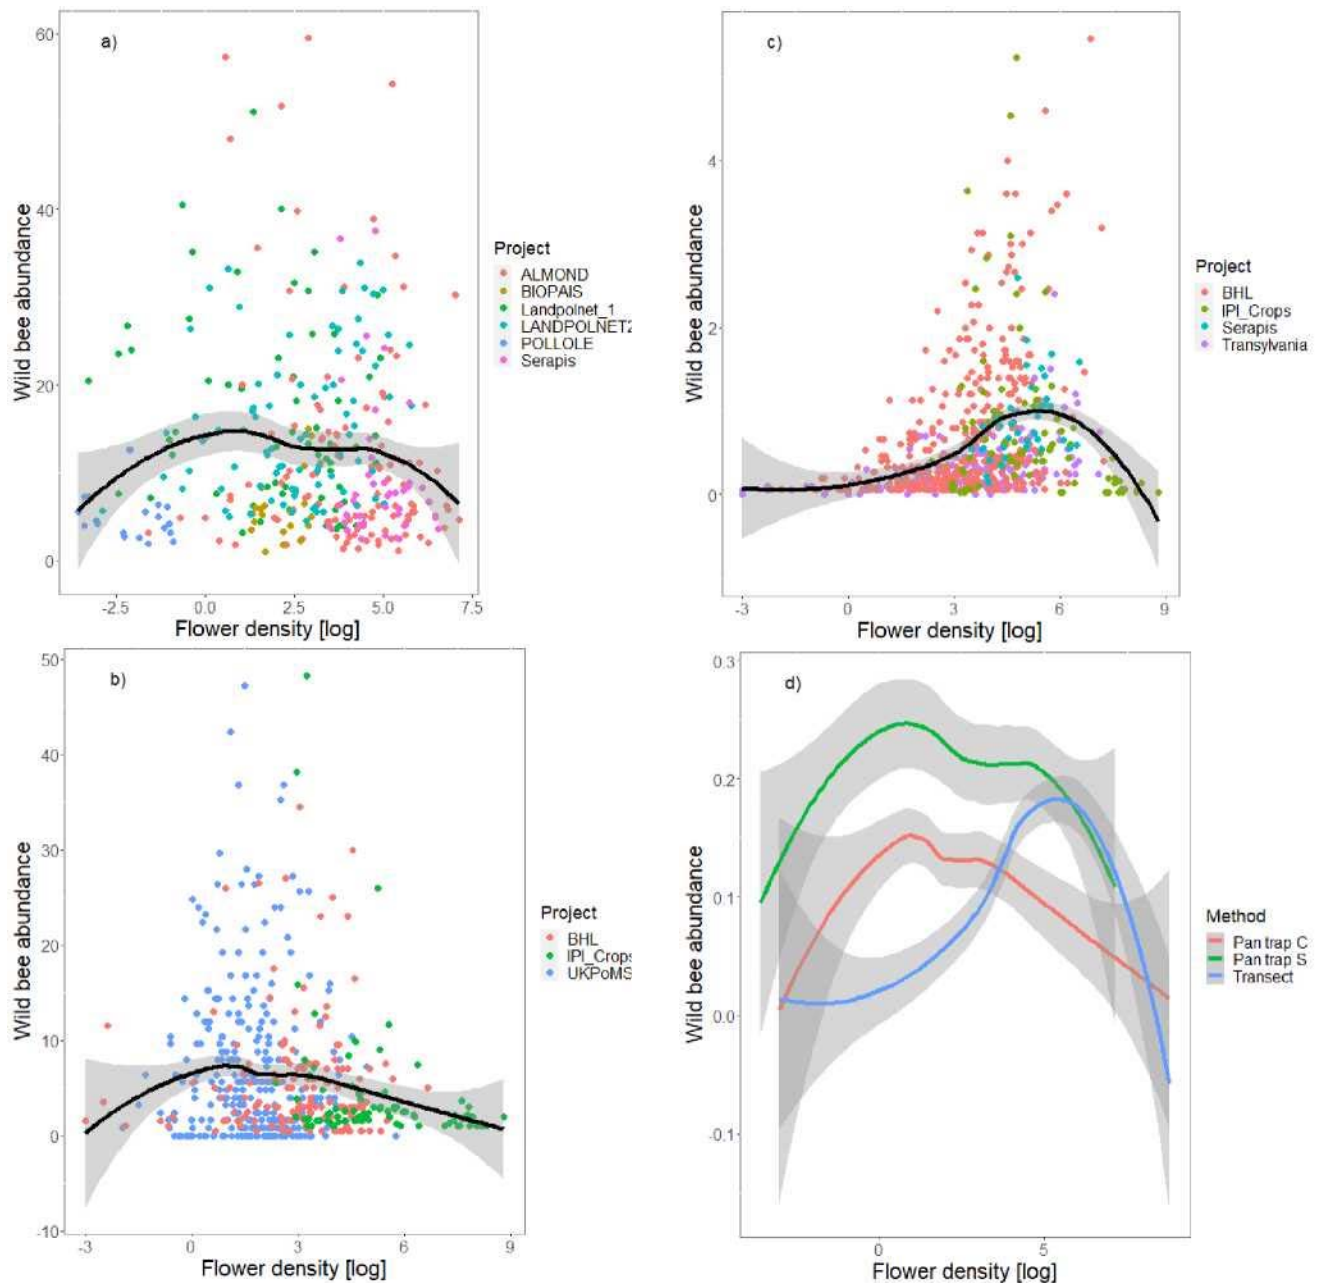 a)
60
40
20
0
Wild bee abundance
-2.5
0.0
2.5
5.0
7.5
Flower density [log]
Project
ALMOND
BIOPAIS
Landpolnet_1
LANDPOLNET2
POLLOLE
Serapis
c)
4
2
0
Wild bee abundance
-3
0
3
6
9
Flower density [log]
Project
BHL
IPI_Crops
Serapis
Transylvania
b)
50
40
30
20
10
0
-10
Wild bee abundance
-3
0
3
6
9
Flower density [log]
Project
BHL
IPI_Crops
UKPoMS
d)
0.3
0.2
0.1
0.0
-0.1
Wild bee abundance
0
5
Flower density [log]
Method
Pan trap C
Pan trap S
Transect